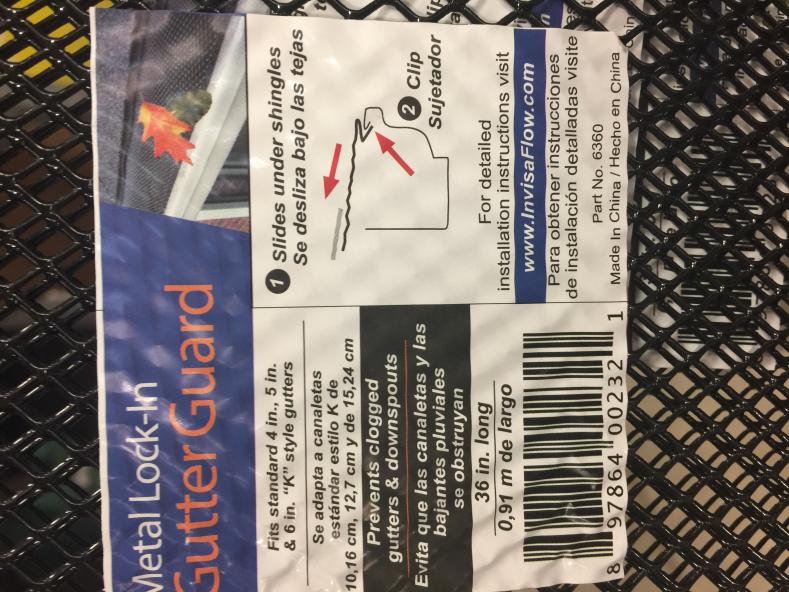 Metal Lock-In
Gutter Guard
Fits standard 4 in., 5 in.
& 6 in. "K" style gutters
Se adapta a canaletas
estándar estilo K de
10,16 cm, 12,7 cm y de 15,24 cm
Prevents clogged
gutters & downspouts
Evita que las canaletas y las
bajantes pluviales
se obstruyan
36 in. long
0,91 m de largo
8 97864 00232 1
1 Slides under shingles
Se desliza bajo las tejas
2 Clip
Sujetador
For detailed
installation instructions visit
www.InvisaFlow.com
Para obtener instrucciones
de instalación detalladas visite
Part No. 6360
Made In China / Hecho en China